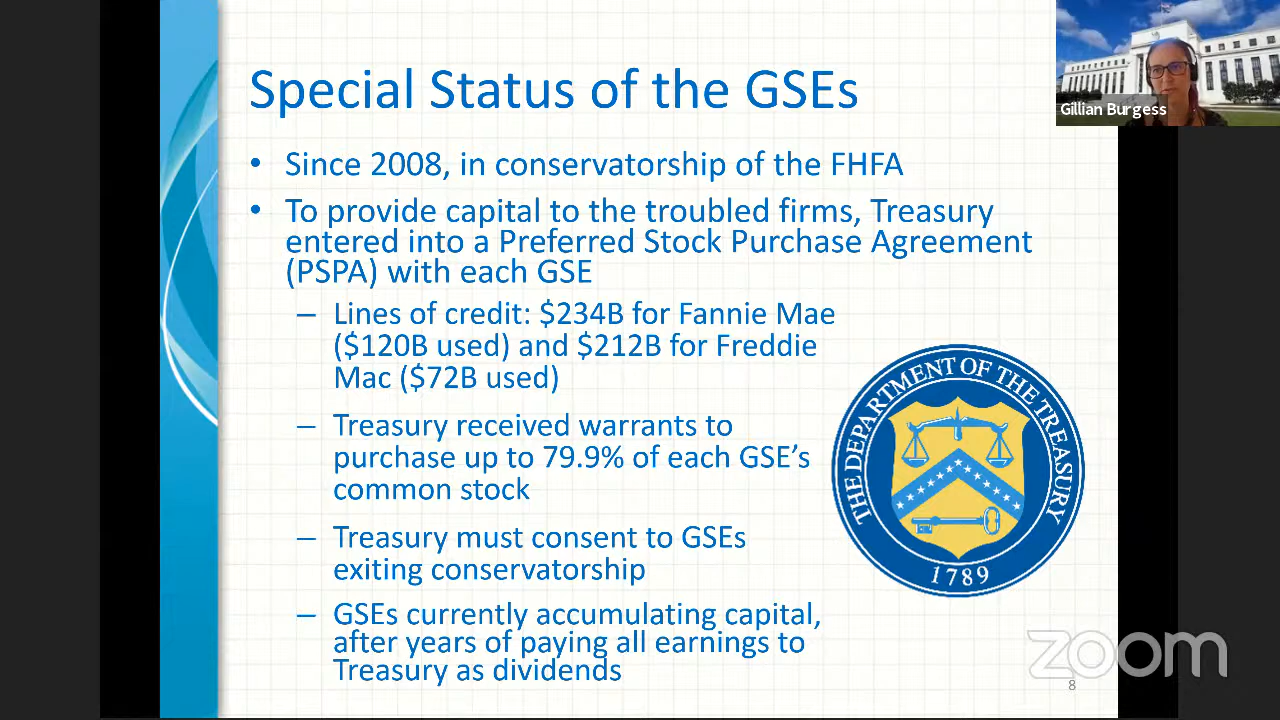 Special Status of the GSEs
Gillian Burgess
• Since 2008, in conservatorship of the FHFA
• To provide capital to the troubled firms, Treasury
entered into a Preferred Stock Purchase Agreement
(PSPA) with each GSE
– Lines of credit: $234B for Fannie Mae
($120B used) and $212B for Freddie
Mac ($72B used)
– Treasury received warrants to
purchase up to 79.9% of each GSE’s
common stock
– Treasury must consent to GSEs
exiting conservatorship
– GSEs currently accumulating capital,
after years of paying all earnings to
Treasury as dividends
THE DEPARTMENT OF THE TREASURY
1789
zoom
8